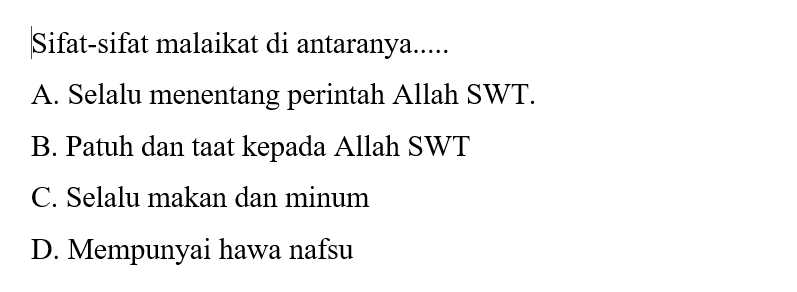 Sifat-sifat malaikat di antaranya.....
A. Selalu menentang perintah Allah SWT.
B. Patuh dan taat kepada Allah SWT
C. Selalu makan dan minum
D. Mempunyai hawa nafsu